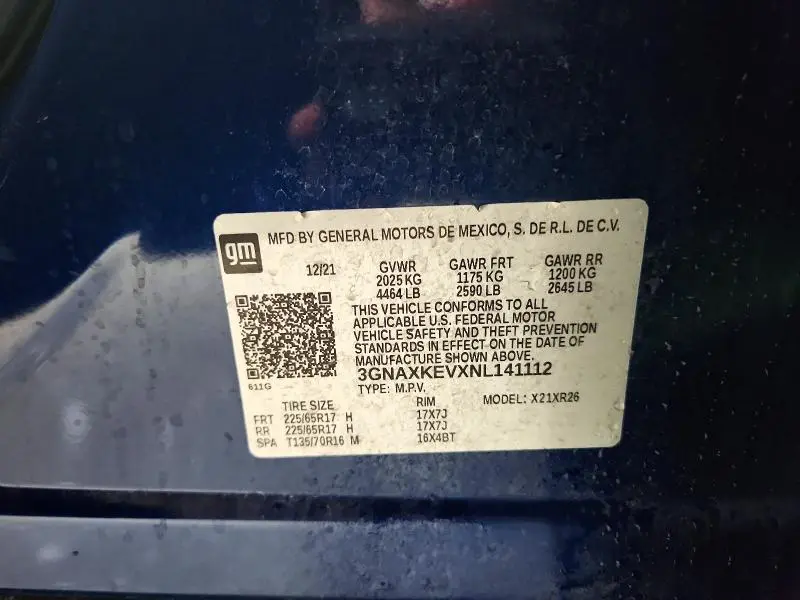 gm MFD BY GENERAL MOTORS DE MEXICO, S. DE R.L. DE C.V.
12/21 GVWR GAWR FRT GAWR RR
2025 KG 1175 KG 1200 KG
4464 LB 2590 LB 2645 LB
THIS VEHICLE CONFORMS TO ALL
APPLICABLE U.S. FEDERAL MOTOR
VEHICLE SAFETY AND THEFT PREVENTION
STANDARDS IN EFFECT ON THE DATE OF
MANUFACTURE SHOWN ABOVE.
3GNAXKEVXNL141112
611G TYPE: M.P.V. MODEL: X21XR26
TIRE SIZE RIM
FRT 225/65R17 H 17X7J
RR 225/65R17 H 17X7J
SPA T135/70R16 M 16X4BT